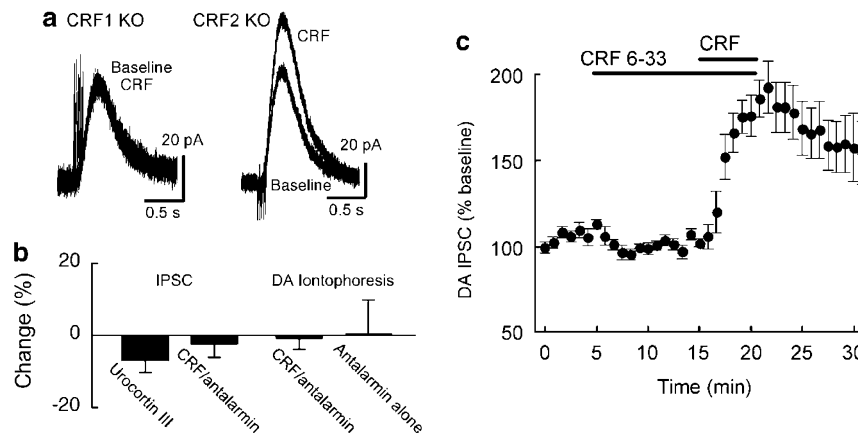 a
CRF1 KO
CRF2 KO
Baseline
CRF
20 pA
0.5 s
CRF
20 pA
Baseline
0.5 s
b
20
0
-20
Change (%)
IPSC
DA Iontophoresis
Urocortin III
CRF/antalarmin
CRF/antalarmin
Antalarmin alone
c
CRF
CRF 6-33
200
150
100
50
DA IPSC (% baseline)
0 5 10 15 20 25 30
Time (min)